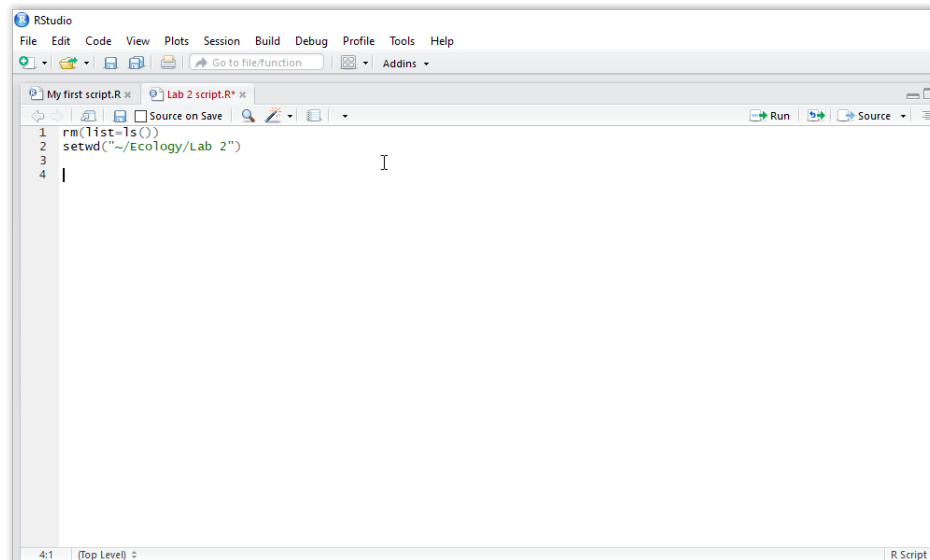 RStudio
File Edit Code View Plots Session Build Debug Profile Tools Help
Go to file/function Addins
My first script.R Lab 2 script.R*
Source on Save Run Source
1 rm(list=ls())
2 setwd("~/Ecology/Lab 2")
3
4
4:1 (Top Level) R Script